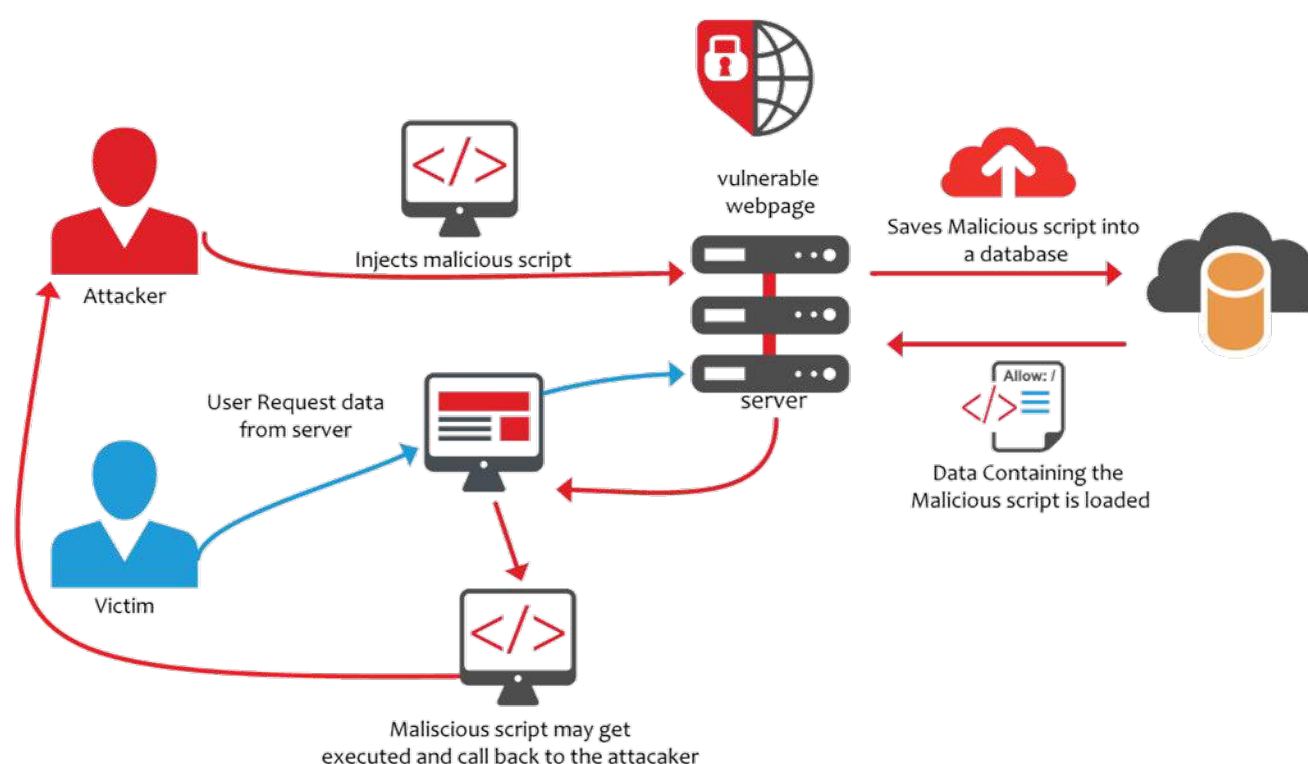 vulnerable
webpage
Injects malicious script
Saves Malicious script into
a database
Attacker
Allow: /
server
User Request data
from server
Data Containing the
Malicious script is loaded
Victim
Maliscious script may get
executed and call back to the attacaker